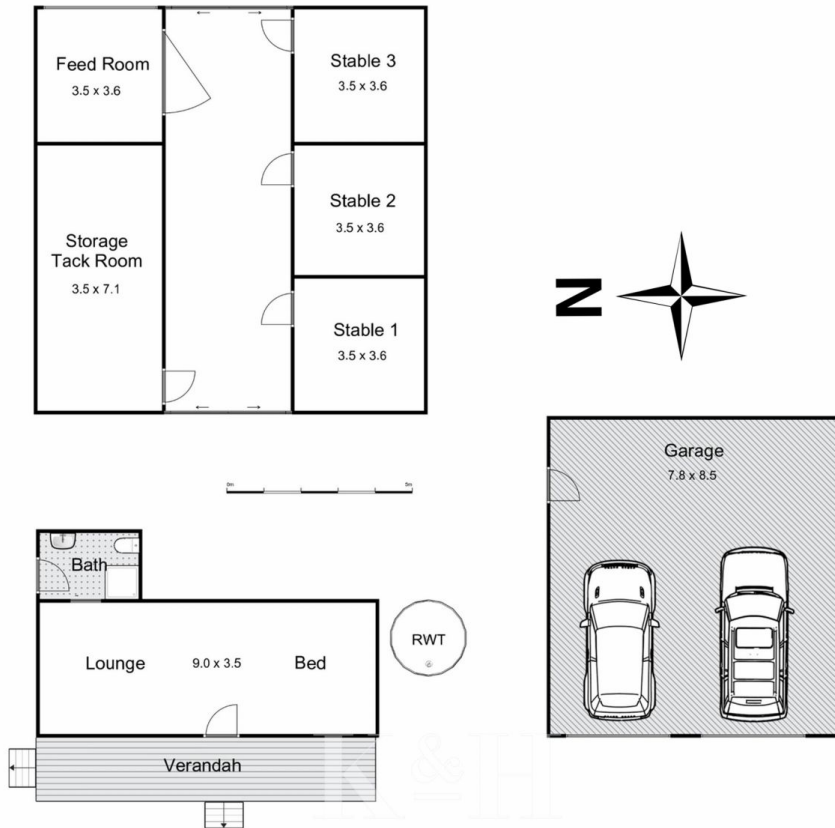 Feed Room
3.5 x 3.6
Stable 3
3.5 x 3.6
Stable 2
3.5 x 3.6
Storage
Tack Room
3.5 x 7.1
Stable 1
3.5 x 3.6
N
Garage
7.8 x 8.5
0m
5m
Bath
Lounge
9.0 x 3.5
Bed
RWT
Verandah
K&H